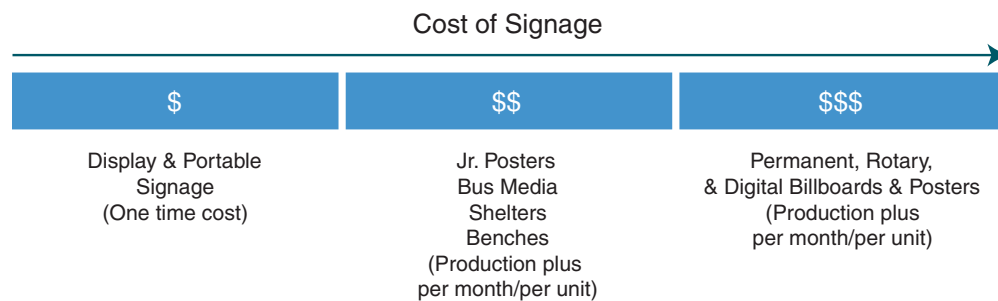 Cost of Signage
$
$$
$$$
Display & Portable
Signage
(One time cost)
Jr. Posters
Bus Media
Shelters
Benches
(Production plus
per month/per unit)
Permanent, Rotary,
& Digital Billboards & Posters
(Production plus
per month/per unit)